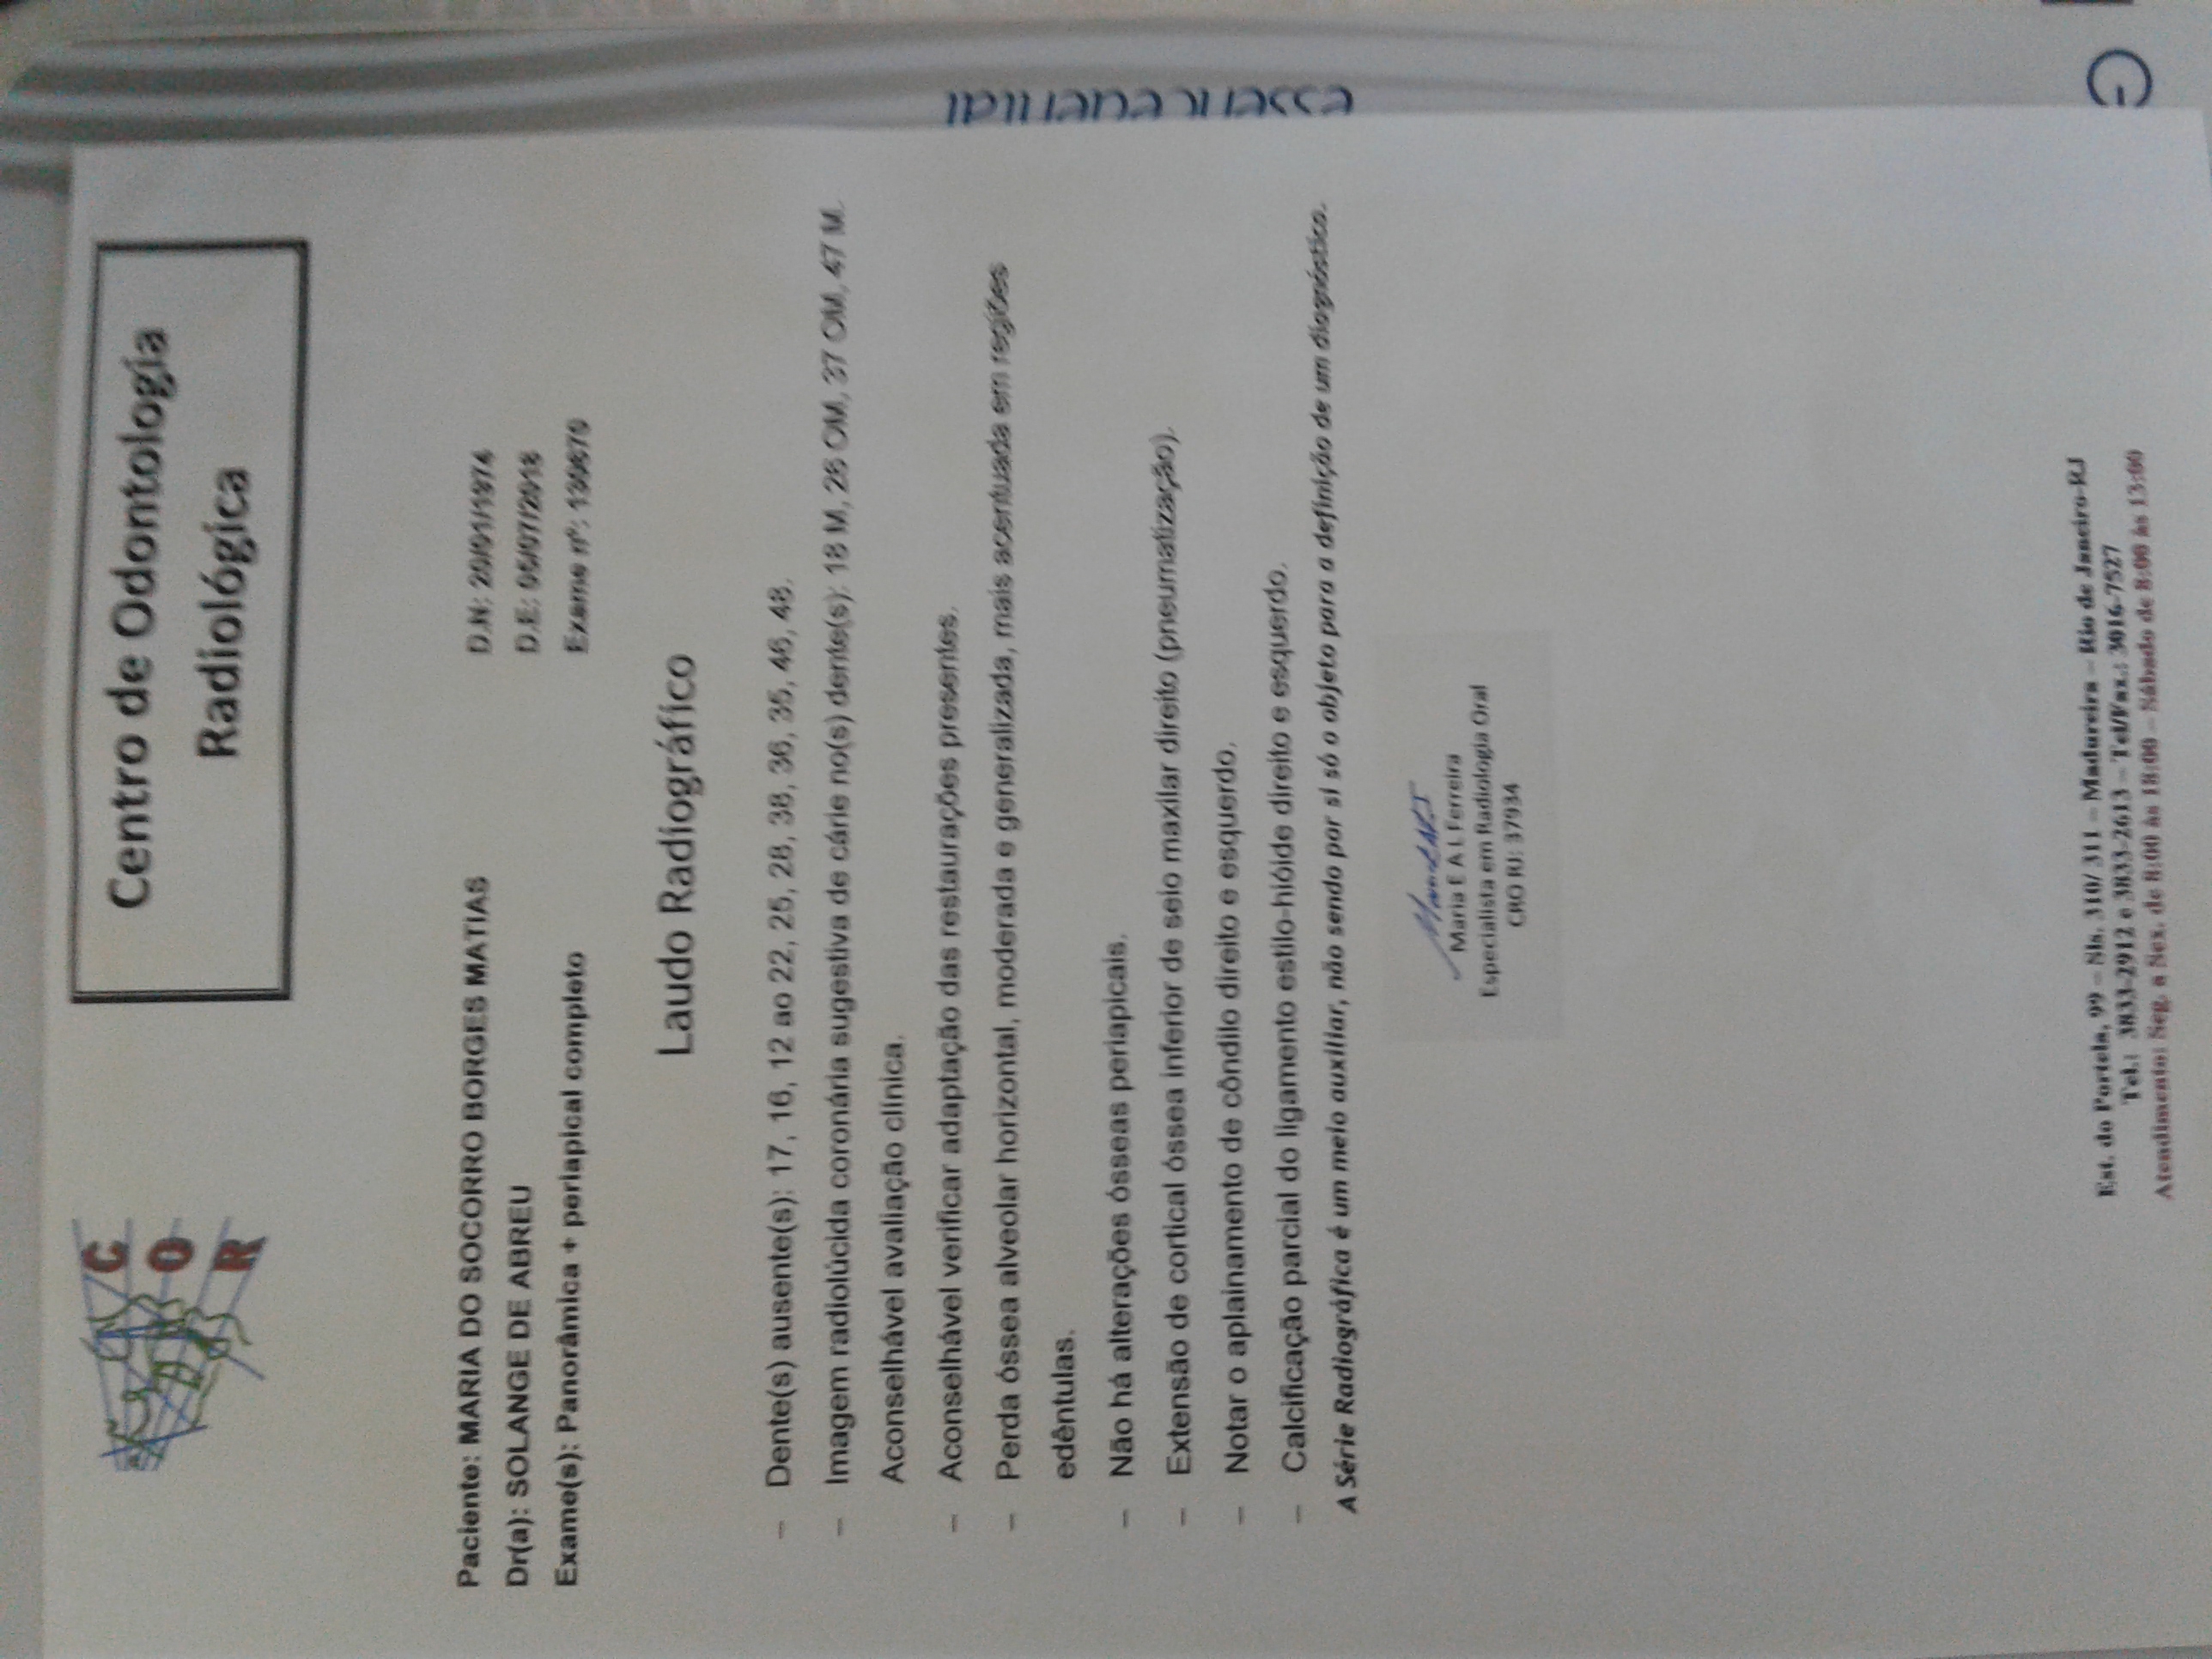 C
O
R
Centro de Odontologia
Radiológica
Paciente: MARIA DO SOCORRO BORGES MATIAS D.N: 20/01/1974
Dr(a): SOLANGE DE ABREU D.E: 05/07/2018
Exame(s): Panorâmica + periapical completo Exame nº:
Laudo Radiográfico
– Dente(s) ausente(s): 17, 16, 12 ao 22, 25, 28, 38, 36, 35, 46, 48.
– Imagem radiolúcida coronária sugestiva de cárie no(s) dente(s): 18 M, 26 OM, 37 OM, 47 M.
Aconselhável avaliação clínica.
– Aconselhável verificar adaptação das restaurações presentes.
– Perda óssea alveolar horizontal, moderada e generalizada, mais acentuada em regiões
edêntulas.
– Não há alterações ósseas periapicais.
– Extensão de cortical óssea inferior de seio maxilar direito (pneumatização).
– Notar o aplainamento de côndilo direito e esquerdo.
– Calcificação parcial do ligamento estilo-hióide direito e esquerdo.
A Série Radiográfica é um meio auxiliar, não sendo por si só o objeto para a definição de um diagnóstico.
Maria E A L Ferreira
Especialista em Radiologia Oral
CRO RJ: 37934
Est. do Portela, 99 – Sls. 310/ 311 – Madureira – Rio de Janeiro-RJ
Tel.: 3833-2912 e 3833-2613 – Tel/Fax.: 3016-7527
Atendimento: Seg. a Sex. de 8:00 às 18:00 – Sábado de 8:00 às 13:00
G